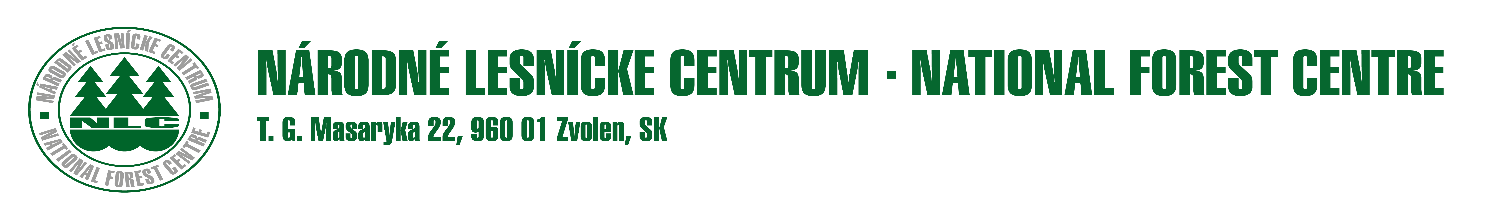 NÁRODNÉ LESNÍCKE CENTRUM
NLC
NATIONAL FOREST CENTRE
NÁRODNÉ LESNÍCKE CENTRUM - NATIONAL FOREST CENTRE
T. G. Masaryka 22, 960 01 Zvolen, SK